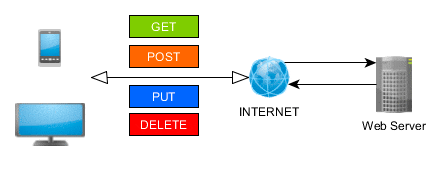 GET
POST
PUT
DELETE
INTERNET
Web Server